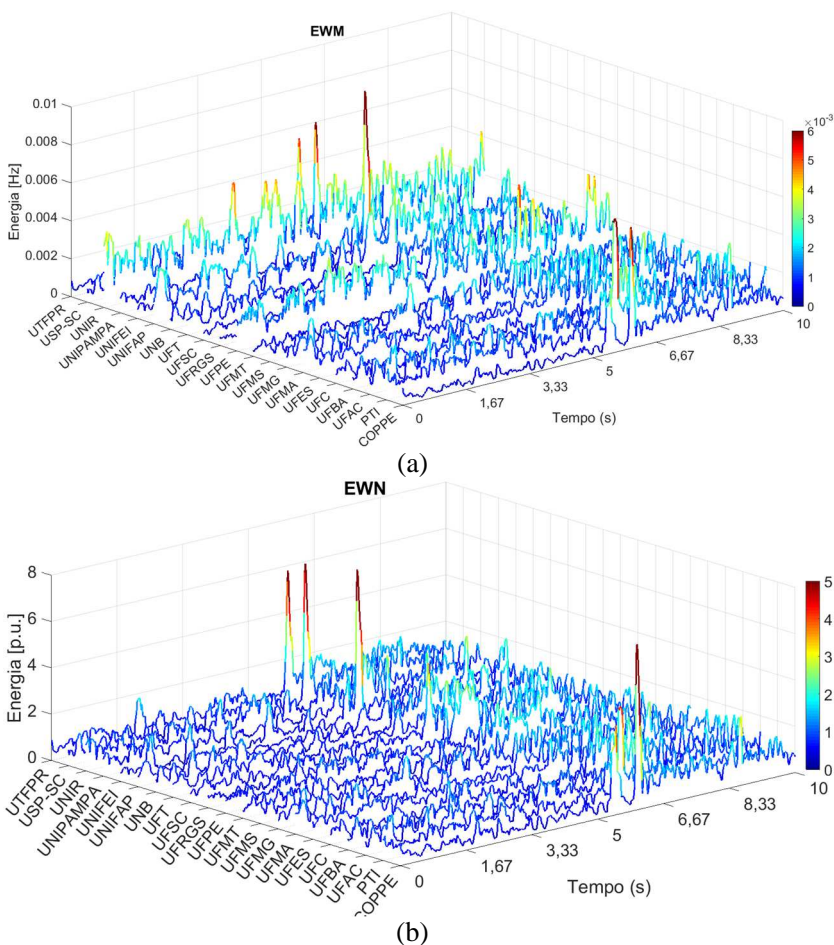 EWM
Energia [Hz]
0.01
0.008
0.006
0.004
0.002
0
×10⁻³
6
5
4
3
2
1
0
UTFPR
USP-SC
UNIR
UNIPAMPA
UNIFEI
UNIFAP
UNB
UFT
UFSC
UFRGS
UFPE
UFMT
UFMS
UFMG
UFMA
UFES
UFC
UFBA
UFAC
PTI
COPPE
0
1,67
3,33
5
6,67
8,33
10
Tempo (s)
(a)
EWN
Energia [p.u.]
8
6
4
2
0
5
4
3
2
1
0
UTFPR
USP-SC
UNIR
UNIPAMPA
UNIFEI
UNIFAP
UNB
UFT
UFSC
UFRGS
UFPE
UFMT
UFMS
UFMG
UFMA
UFES
UFC
UFBA
UFAC
PTI
COPPE
0
1,67
3,33
5
6,67
8,33
10
Tempo (s)
(b)